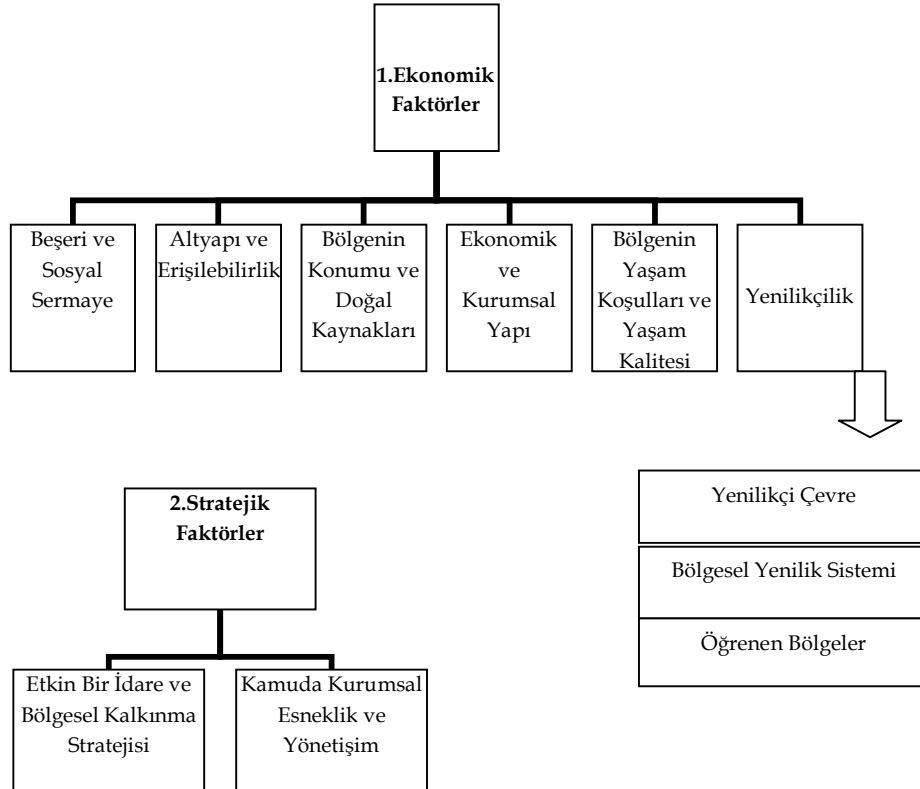 1.Ekonomik
Faktörler
Beşeri ve
Sosyal
Sermaye
Altyapı ve
Erişilebilirlik
Bölgenin
Konumu ve
Doğal
Kaynakları
Ekonomik
ve
Kurumsal
Yapı
Bölgenin
Yaşam
Koşulları ve
Yaşam
Kalitesi
Yenilikçilik
Yenilikçi Çevre
Bölgesel Yenilik Sistemi
Öğrenen Bölgeler
2.Stratejik
Faktörler
Etkin Bir İdare ve
Bölgesel Kalkınma
Stratejisi
Kamuda Kurumsal
Esneklik ve
Yönetişim